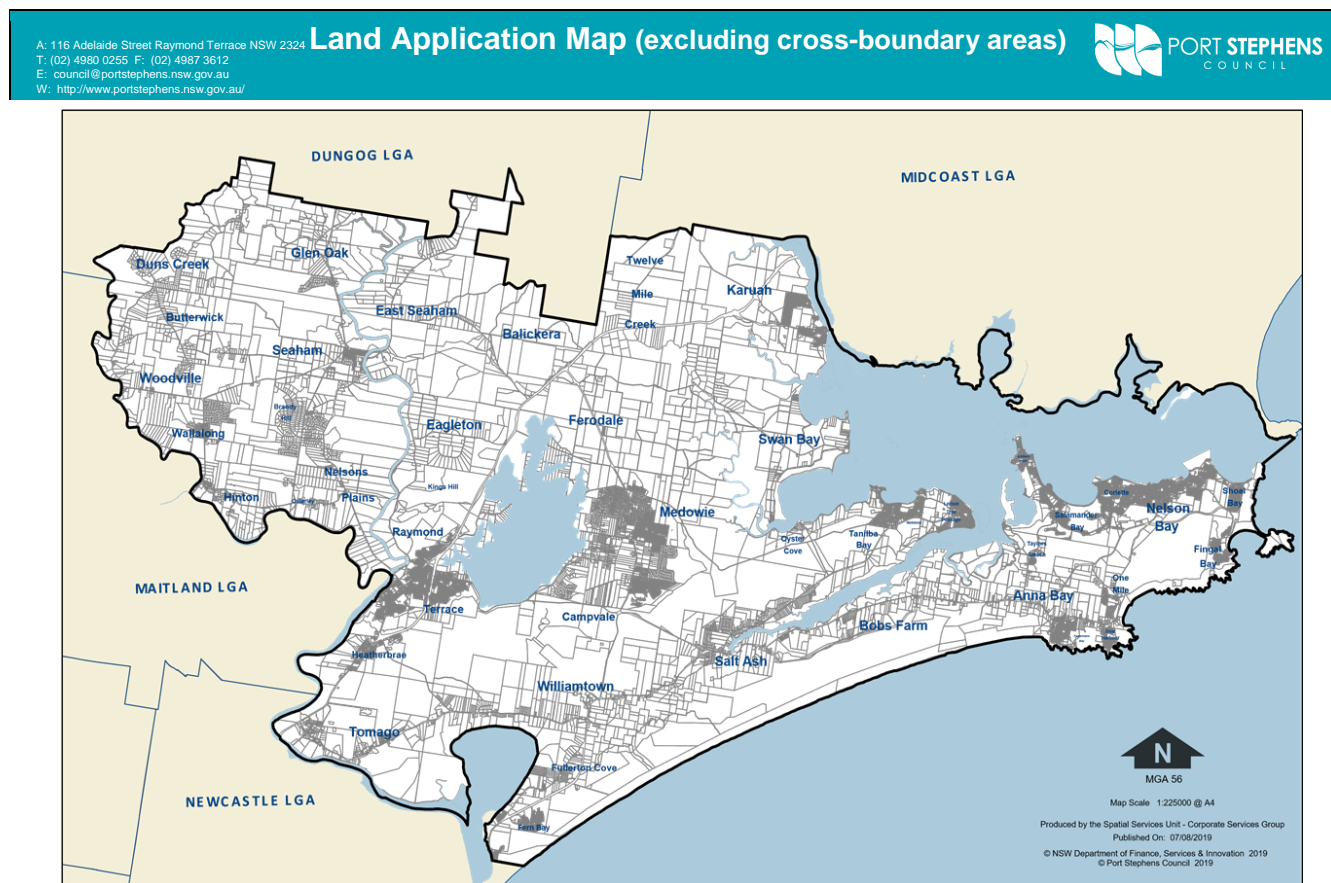 A: 116 Adelaide Street Raymond Terrace NSW 2324
T: (02) 4980 0255 F: (02) 4987 3612
E: council@portstephens.nsw.gov.au
W: http://www.portstephens.nsw.gov.au/
Land Application Map (excluding cross-boundary areas)
PORT STEPHENS
COUNCIL
DUNGOG LGA
MIDCOAST LGA
Glen Oak
Duns Creek
Twelve
Mile
Creek
Karuah
Butterwick
East Seaham
Balickera
Seaham
Woodville
Brandy
Hill
Wallalong
Eagleton
Ferodale
Swan Bay
Nelsons
Plains
Kings Hill
Hinton
Corlette
Shoal
Bay
Nelson
Bay
Salamander
Bay
Medowie
Raymond
Terrace
Oyster
Cove
Tanilba
Bay
Taylors
Fingal
Bay
One
Mile
Anna Bay
MAITLAND LGA
Campvale
Bobs Farm
Heatherbrae
Salt Ash
Williamtown
Tomago
Fullerton Cove
NEWCASTLE LGA
Fern Bay
N
MGA 56
Map Scale 1:225000 @ A4
Produced by the Spatial Services Unit - Corporate Services Group
Published On: 07/08/2019
© NSW Department of Finance, Services & Innovation 2019
© Port Stephens Council 2019